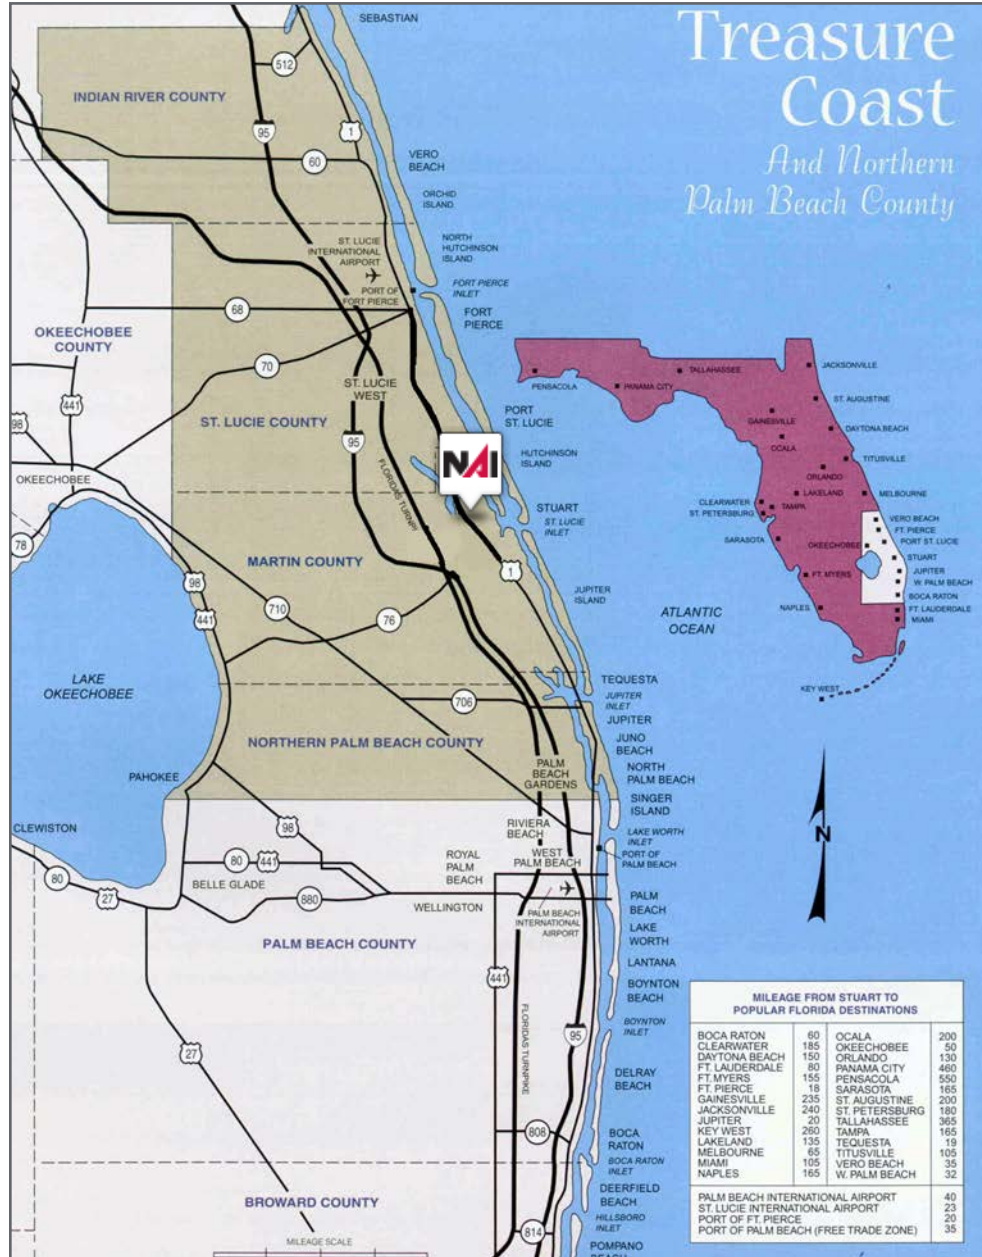 SEBASTIAN
Treasure
Coast
And Northern
Palm Beach County
512
INDIAN RIVER COUNTY
95
1
60
VERO
BEACH
ORCHID
ISLAND
ST. LUCIE
INTERNATIONAL
AIRPORT
NORTH
HUTCHINSON
ISLAND
PORT OF
FORT PIERCE
FORT PIERCE
INLET
68
FORT
PIERCE
OKEECHOBEE
COUNTY
70
441
98
ST. LUCIE
WEST
ST. LUCIE COUNTY
PORT
ST. LUCIE
95
HUTCHINSON
ISLAND
NAI
FLORIDAS TURNPI
OKEECHOBEE
STUART
ST. LUCIE
INLET
78
MARTIN COUNTY
1
98
441
710
76
JUPITER
ISLAND
ATLANTIC
OCEAN
LAKE
OKEECHOBEE
TEQUESTA
JUPITER
INLET
706
JUPITER
NORTHERN PALM BEACH COUNTY
JUNO
BEACH
PALM
BEACH
GARDENS
NORTH
PALM BEACH
PAHOKEE
SINGER
ISLAND
CLEWISTON
98
RIVIERA
BEACH
LAKE WORTH
INLET
PORT OF
PALM BEACH
ROYAL
PALM
BEACH
WEST
PALM BEACH
80
441
80
27
BELLE GLADE
880
WELLINGTON
PALM BEACH
INTERNATIONAL
AIRPORT
PALM
BEACH
LAKE
WORTH
PALM BEACH COUNTY
LANTANA
441
BOYNTON
BEACH
FLORIDAS TURNPIKE
95
BOYNTON
INLET
27
DELRAY
BEACH
808
BOCA
RATON
BOCA RATON
INLET
DEERFIELD
BEACH
BROWARD COUNTY
HILLSBORO
INLET
814
MILEAGE SCALE
POMPANO
BEACH
PENSACOLA
PANAMA CITY
TALLAHASSEE
JACKSONVILLE
ST. AUGUSTINE
GAINESVILLE
OCALA
DAYTONA BEACH
TITUSVILLE
ORLANDO
LAKELAND
MELBOURNE
CLEARWATER
ST. PETERSBURG
TAMPA
VERO BEACH
FT. PIERCE
PORT ST. LUCIE
SARASOTA
OKEECHOBEE
STUART
FT. MYERS
JUPITER
W. PALM BEACH
BOCA RATON
NAPLES
FT. LAUDERDALE
MIAMI
KEY WEST
N
MILEAGE FROM STUART TO
POPULAR FLORIDA DESTINATIONS
BOCA RATON 60 OCALA 200
CLEARWATER 185 OKEECHOBEE 50
DAYTONA BEACH 150 ORLANDO 130
FT. LAUDERDALE 80 PANAMA CITY 460
FT. MYERS 155 PENSACOLA 550
FT. PIERCE 18 SARASOTA 165
GAINESVILLE 235 ST. AUGUSTINE 200
JACKSONVILLE 240 ST. PETERSBURG 180
JUPITER 20 TALLAHASSEE 365
KEY WEST 260 TAMPA 165
LAKELAND 135 TEQUESTA 19
MELBOURNE 65 TITUSVILLE 105
MIAMI 105 VERO BEACH 35
NAPLES 165 W. PALM BEACH 32
PALM BEACH INTERNATIONAL AIRPORT 40
ST. LUCIE INTERNATIONAL AIRPORT 23
PORT OF FT. PIERCE 20
PORT OF PALM BEACH (FREE TRADE ZONE) 35